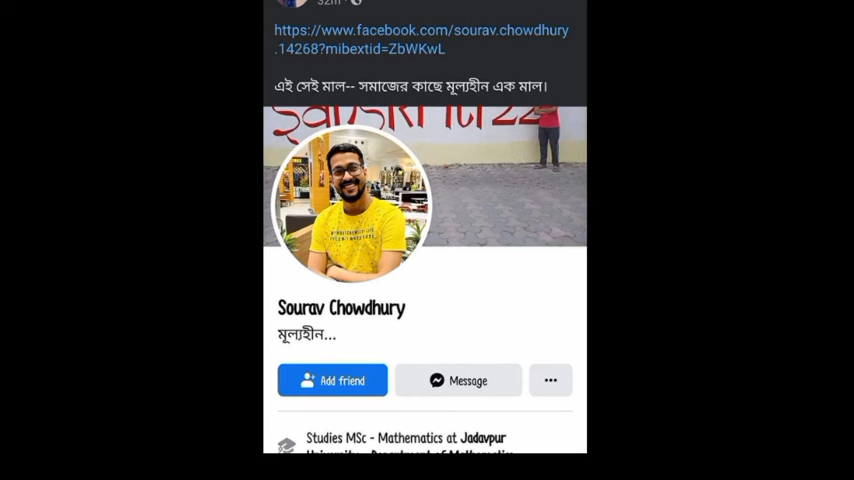 32m
https://www.facebook.com/sourav.chowdhury
.14268?mibextid=ZbWKwL
এই সেই মাল-- সমাজের কাছে মূল্যহীন এক মাল।
Sourav Chowdhury
মূল্যহীন...
Add friend
Message
Studies MSc - Mathematics at Jadavpur
University - Department of Mathematics